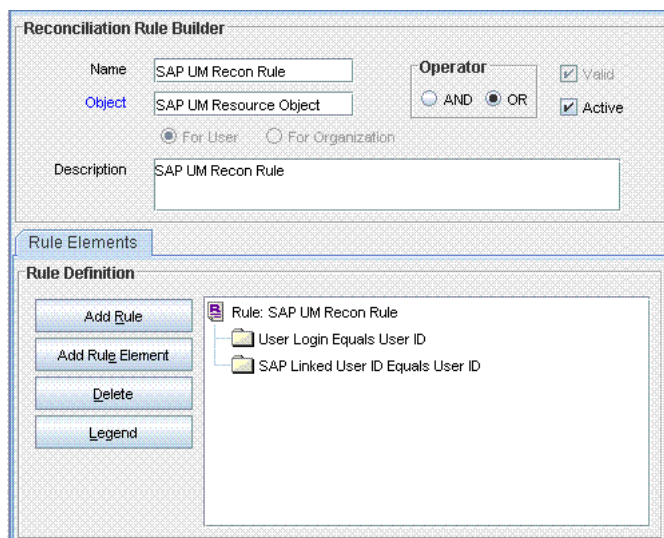 Reconciliation Rule Builder
Name SAP UM Recon Rule
Operator
AND OR
Valid
Object SAP UM Resource Object
Active
For User For Organization
Description SAP UM Recon Rule
Rule Elements
Rule Definition
Add Rule
Add Rule Element
Delete
Legend
Rule: SAP UM Recon Rule
User Login Equals User ID
SAP Linked User ID Equals User ID